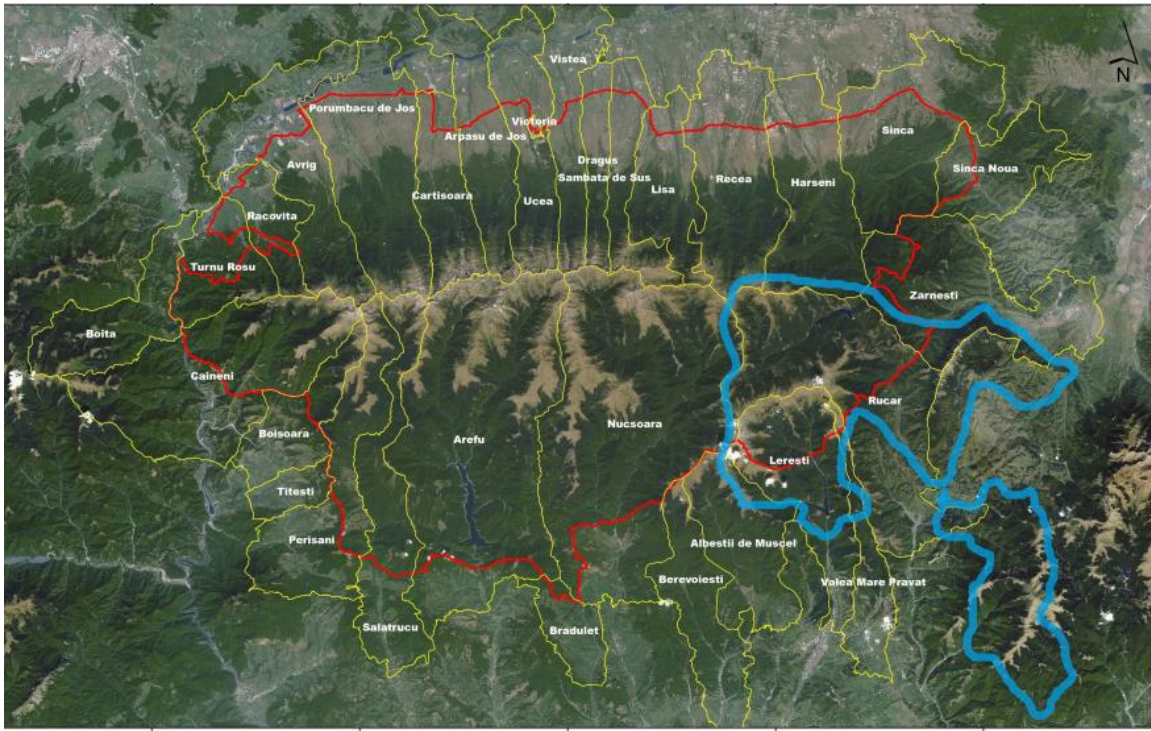 N
Vistea
Porumbacu de Jos
Victoria
Arpasu de Jos
Sinca
Avrig
Dragus
Sinca Noua
Sambata de Sus
Recea
Harseni
Lisa
Cartisoara
Ucea
Racovita
Turnu Rosu
Zarnesti
Boita
Caineni
Rucar
Nucsoara
Boisoara
Arefu
Leresti
Titesti
Perisani
Albestii de Muscel
Berevoiesti
Valea Mare Pravat
Salatrucu
Bradulet